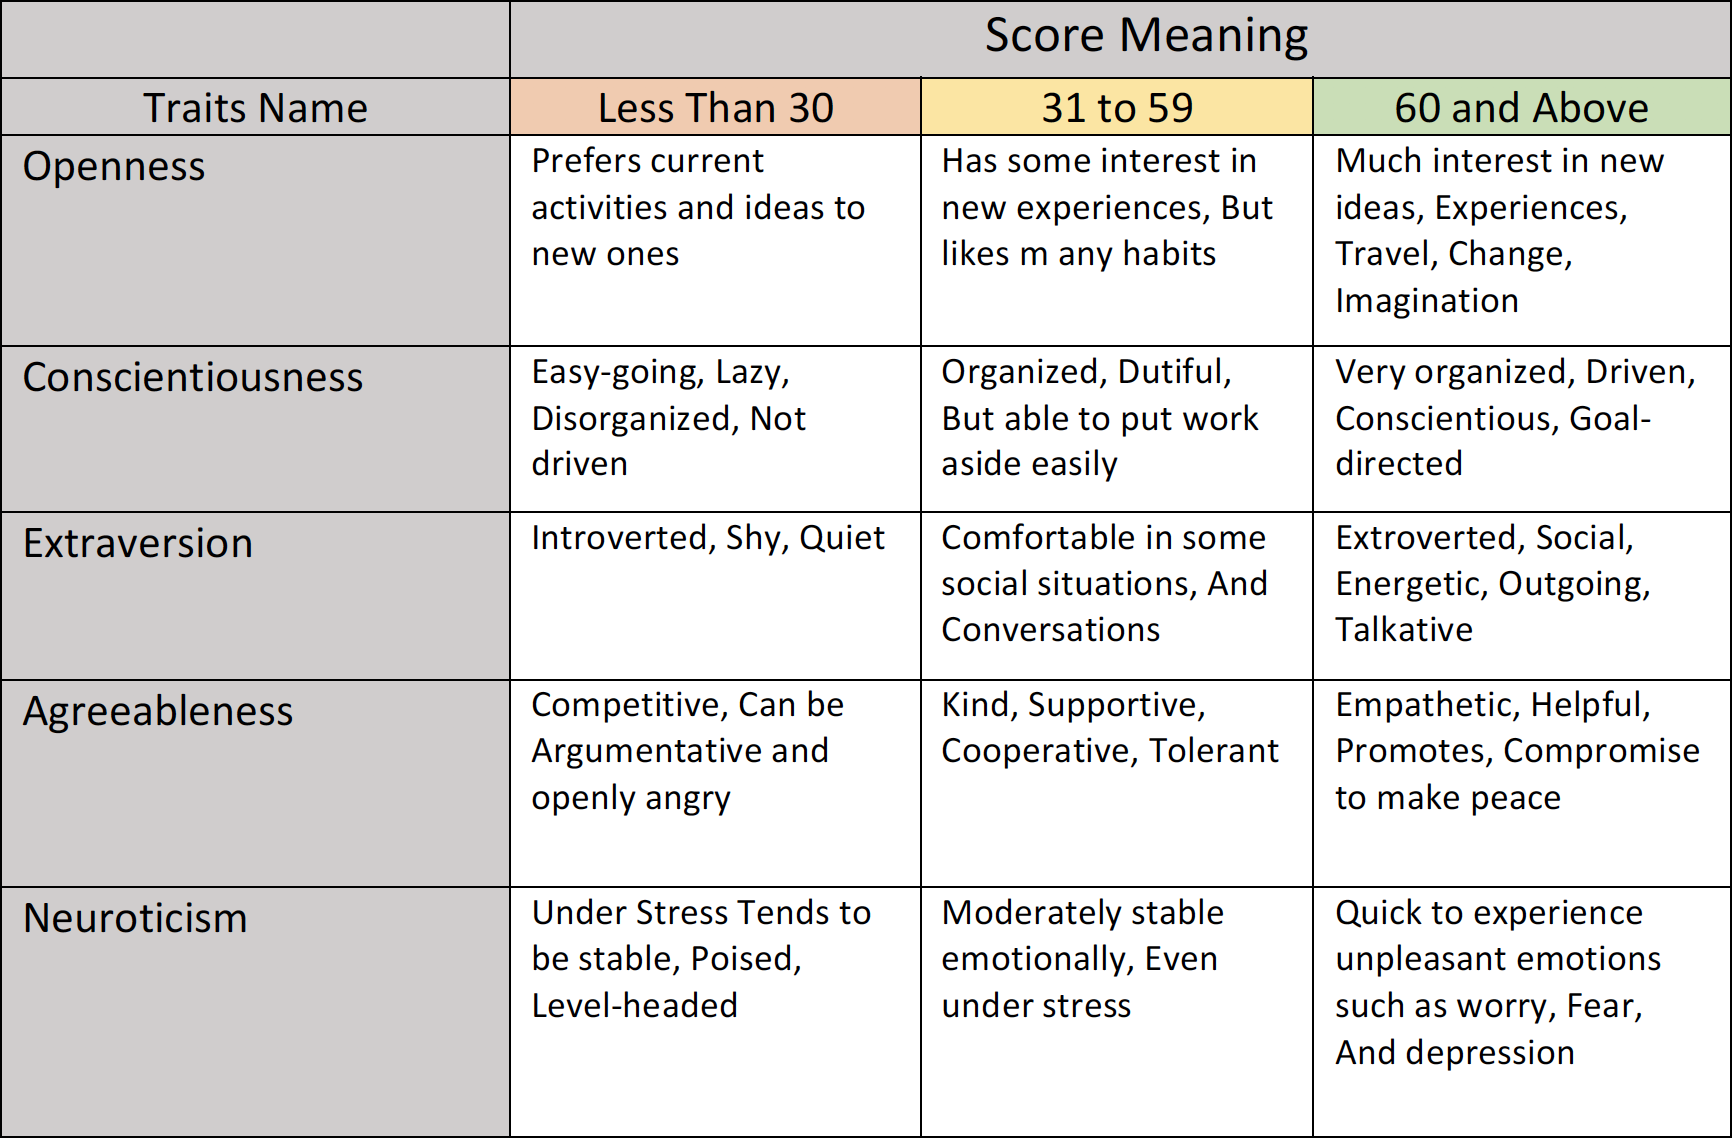 Score Meaning
Traits Name
Less Than 30
31 to 59
60 and Above
Openness
Prefers current
activities and ideas to
new ones
Has some interest in
new experiences, But
likes m any habits
Much interest in new
ideas, Experiences,
Travel, Change,
Imagination
Conscientiousness
Easy-going, Lazy,
Disorganized, Not
driven
Organized, Dutiful,
But able to put work
aside easily
Very organized, Driven,
Conscientious, Goal-
directed
Extraversion
Introverted, Shy, Quiet
Comfortable in some
social situations, And
Conversations
Extroverted, Social,
Energetic, Outgoing,
Talkative
Agreeableness
Competitive, Can be
Argumentative and
openly angry
Kind, Supportive,
Cooperative, Tolerant
Empathetic, Helpful,
Promotes, Compromise
to make peace
Neuroticism
Under Stress Tends to
be stable, Poised,
Level-headed
Moderately stable
emotionally, Even
under stress
Quick to experience
unpleasant emotions
such as worry, Fear,
And depression